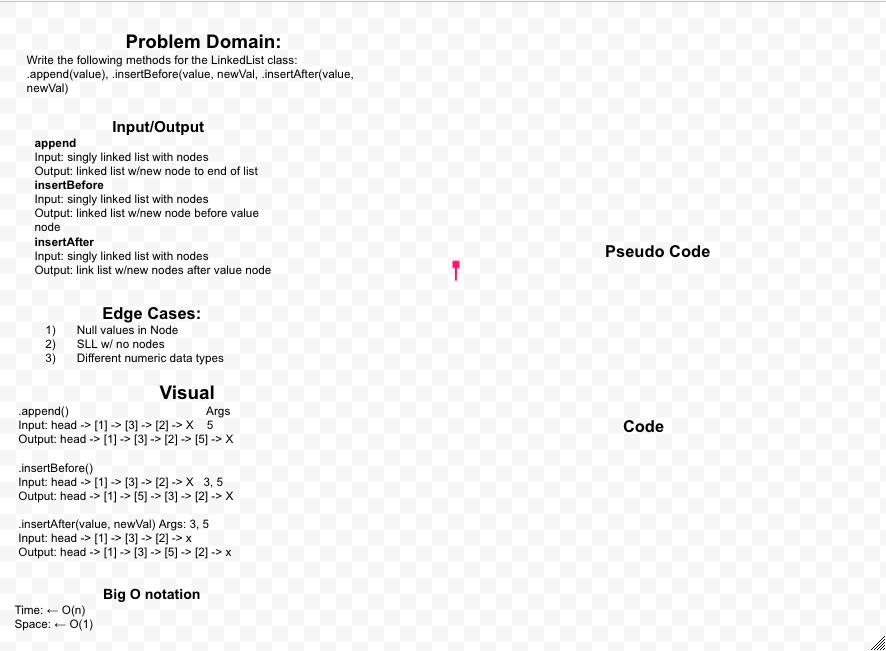 Problem Domain:
Write the following methods for the LinkedList class:
.append(value), .insertBefore(value, newVal, .insertAfter(value,
newVal)
Input/Output
append
Input: singly linked list with nodes
Output: linked list w/new node to end of list
insertBefore
Input: singly linked list with nodes
Output: linked list w/new node before value
node
insertAfter
Input: singly linked list with nodes
Output: link list w/new nodes after value node
Edge Cases:
1) Null values in Node
2) SLL w/ no nodes
3) Different numeric data types
Visual
.append() Args
Input: head -> [1] -> [3] -> [2] -> X 5
Output: head -> [1] -> [3] -> [2] -> [5] -> X
.insertBefore()
Input: head -> [1] -> [3] -> [2] -> X 3, 5
Output: head -> [1] -> [5] -> [3] -> [2] -> X
.insertAfter(value, newVal) Args: 3, 5
Input: head -> [1] -> [3] -> [2] -> x
Output: head -> [1] -> [3] -> [5] -> [2] -> x
Big O notation
Time: ← O(n)
Space: ← O(1)
Pseudo Code
Code